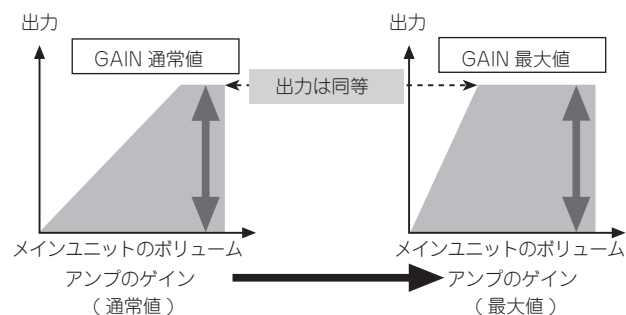 出力
GAIN 通常値
出力は同等
出力
GAIN 最大値
メインユニットのボリューム
アンプのゲイン
( 通常値 )
メインユニットのボリューム
アンプのゲイン
( 最大値 )